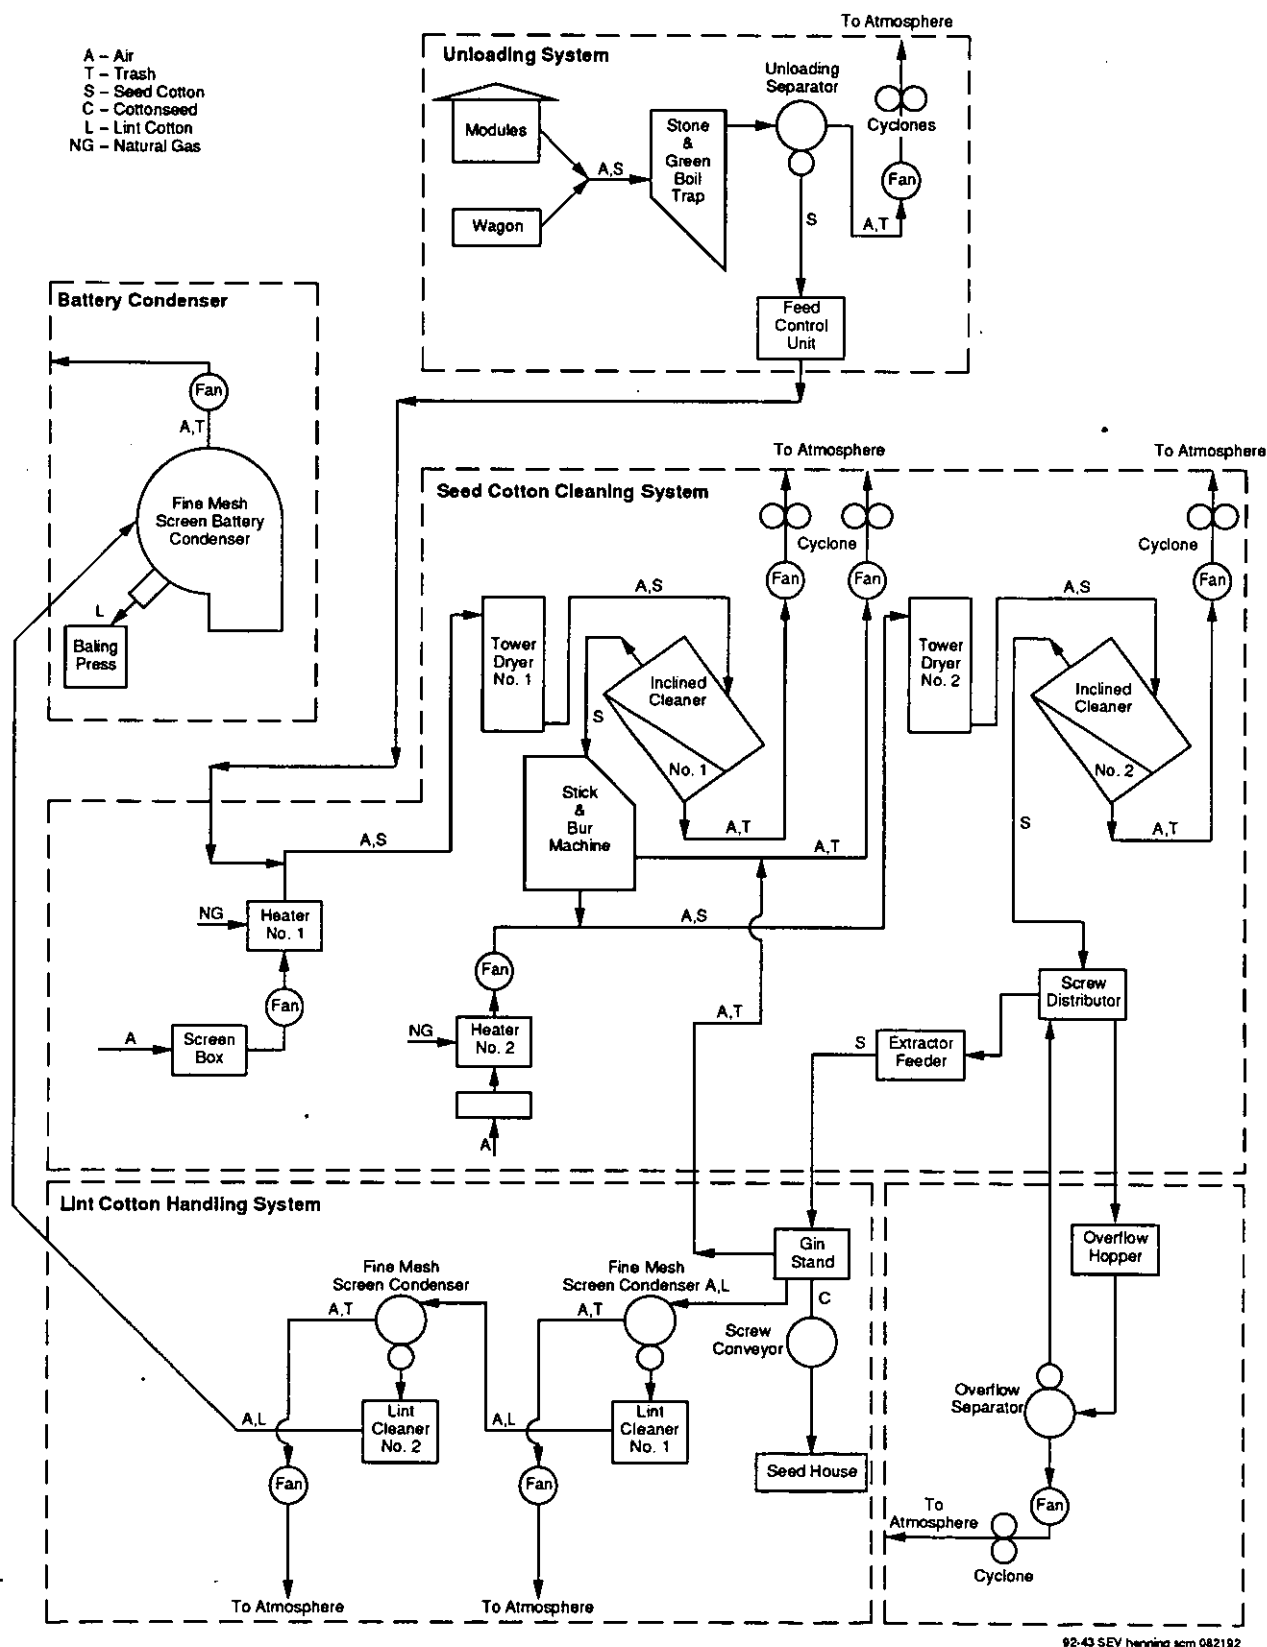 To Atmosphere
A – Air
T – Trash
S – Seed Cotton
C – Cottonseed
L – Lint Cotton
NG – Natural Gas
Unloading System
Unloading
Separator
Modules
Wagon
A,S
Stone
&
Green
Boil
Trap
Cyclones
Fan
S
A,T
Feed
Control
Unit
Battery Condenser
Fan
A,T
Fine Mesh
Screen Battery
Condenser
L
Baling
Press
To Atmosphere
To Atmosphere
Seed Cotton Cleaning System
Cyclone
Cyclone
Fan
Fan
Fan
A,S
A,S
Tower
Dryer
No. 1
Inclined
Cleaner
No. 1
S
Tower
Dryer
No. 2
Inclined
Cleaner
No. 2
S
Stick
&
Bur
Machine
A,T
A,T
A,T
A,S
NG
Heater
No. 1
A,S
Fan
Fan
A
Screen
Box
NG
Heater
No. 2
A
A,T
Screw
Distributor
S
Extractor
Feeder
Lint Cotton Handling System
Gin
Stand
Overflow
Hopper
Fine Mesh
Screen Condenser
Fine Mesh
Screen Condenser A,L
A,T
A,T
C
Screw
Conveyor
A,L
Lint
Cleaner
No. 2
A,L
Lint
Cleaner
No. 1
Overflow
Separator
Seed House
Fan
Fan
Fan
To
Atmosphere
Cyclone
To Atmosphere
To Atmosphere
92-43 SEV henning scm 082192